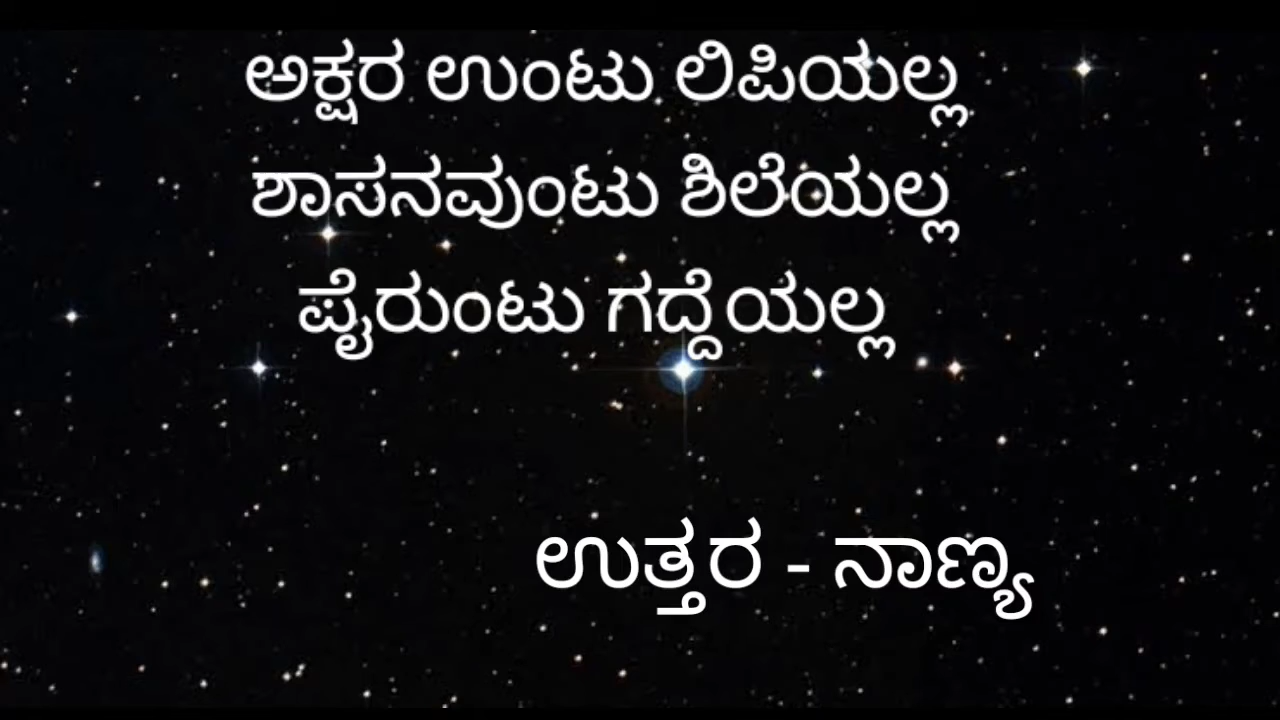 ಅಕ್ಷರ ಉಂಟು ಲಿಪಿಯಲ್ಲ
ಶಾಸನವುಂಟು ಶಿಲೆಯಲ್ಲ
ಪೈರುಂಟು ಗದ್ದೆಯಲ್ಲ
ಉತ್ತರ - ನಾಣ್ಯ